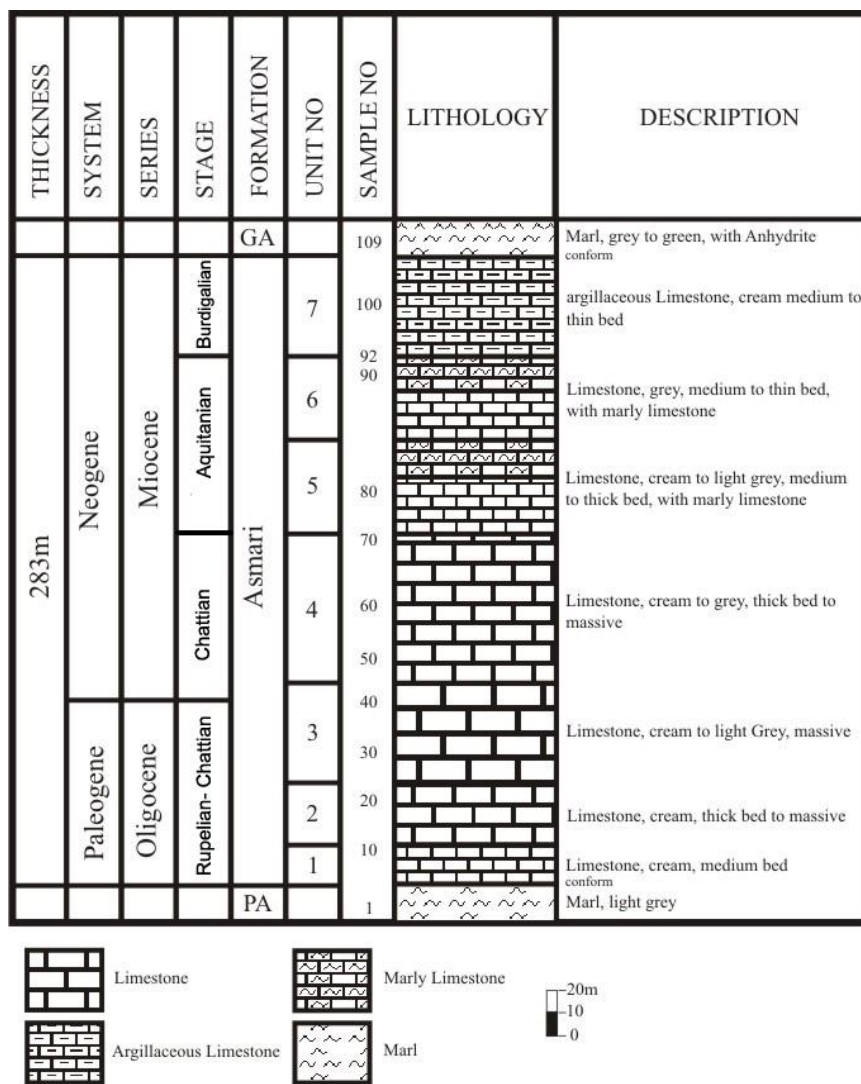 THICKNESS
SYSTEM
SERIES
STAGE
FORMATION
UNIT NO
SAMPLE NO
LITHOLOGY
DESCRIPTION
GA
109
Marl, grey to green, with Anhydrite
conform
283m
Neogene
Miocene
Burdigalian
Asmari
7
100
argillaceous Limestone, cream medium to
thin bed
92
90
Aquitanian
6
Limestone, grey, medium to thin bed,
with marly limestone
5
80
Limestone, cream to light grey, medium
to thick bed, with marly limestone
70
Chattian
4
60
50
Limestone, cream to grey, thick bed to
massive
Paleogene
Oligocene
Rupelian- Chattian
40
3
30
Limestone, cream to light Grey, massive
20
2
Limestone, cream, thick bed to massive
10
1
Limestone, cream, medium bed
conform
PA
1
Marl, light grey
Limestone
Marly Limestone
Argillaceous Limestone
Marl
20m
10
0